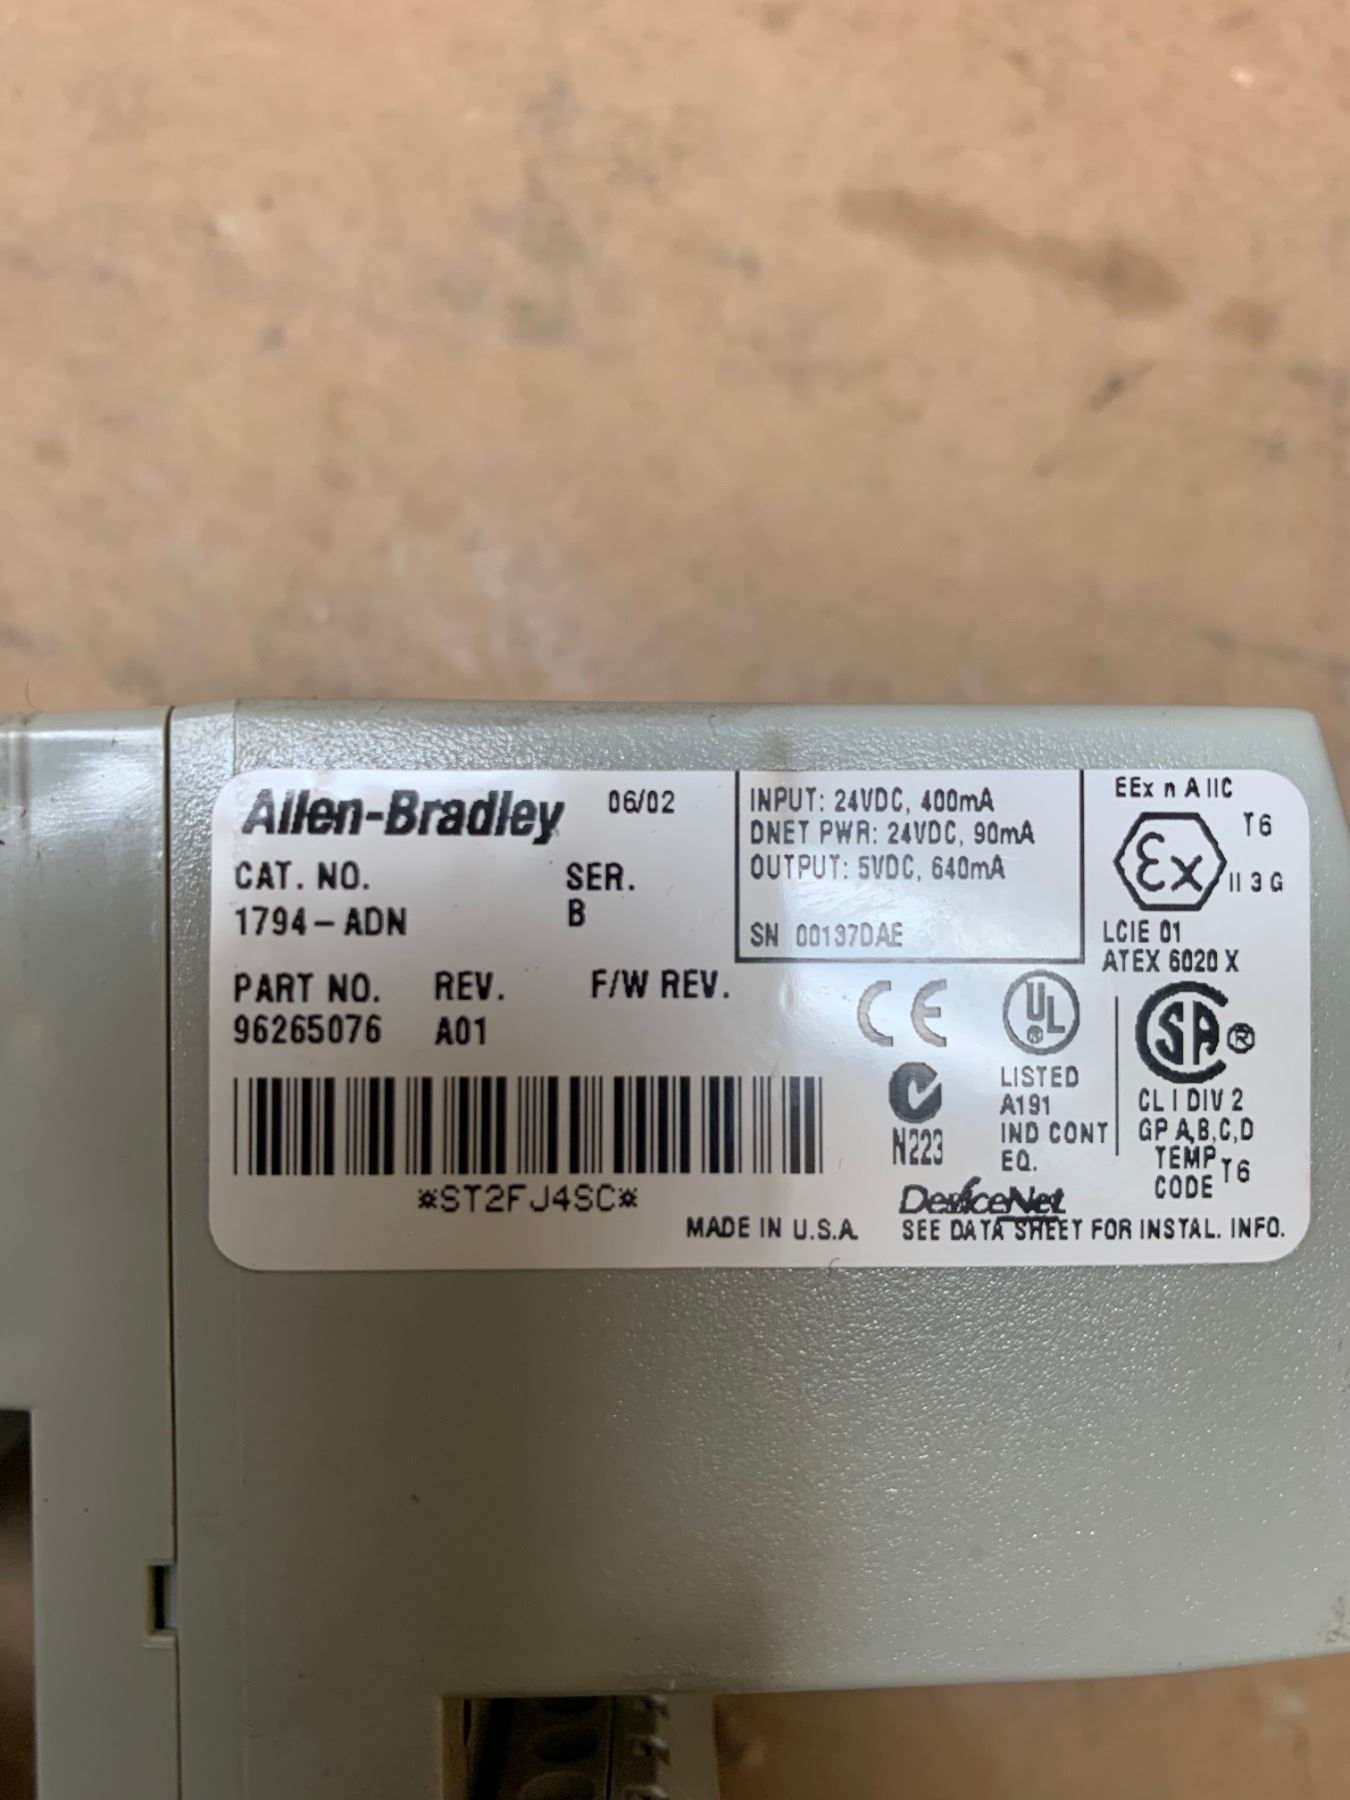 Allen-Bradley 06/02
CAT. NO. SER.
1794-ADN B
PART NO. REV. F/W REV.
96265076 A01
*ST2FJ4SC*
MADE IN U.S.A.
INPUT: 24VDC, 400mA
DNET PWR: 24VDC, 90mA
OUTPUT: 5VDC, 640mA
SN 00137DAE
EEx n A IIC
T6
Ex
II 3 G
LCIE 01
ATEX 6020 X
CE
UL
LISTED
A191
IND CONT
EQ.
N223
SA®
CL I DIV 2
GP A,B,C,D
TEMP
CODE T6
DeviceNet
SEE DATA SHEET FOR INSTAL. INFO.